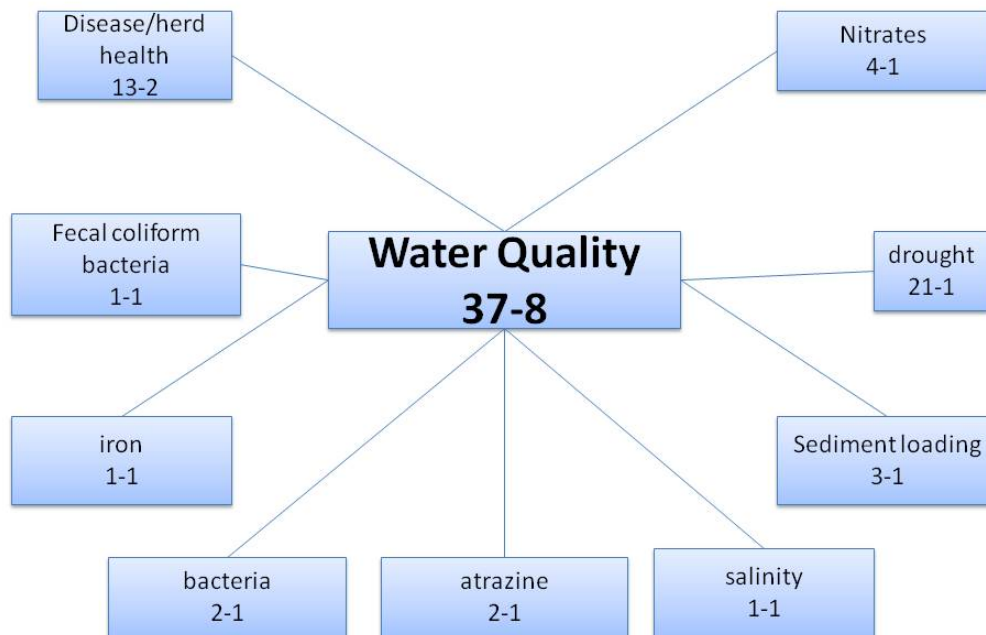 Disease/herd
health
13-2
Nitrates
4-1
Fecal coliform
bacteria
1-1
Water Quality
37-8
drought
21-1
iron
1-1
Sediment loading
3-1
bacteria
2-1
atrazine
2-1
salinity
1-1